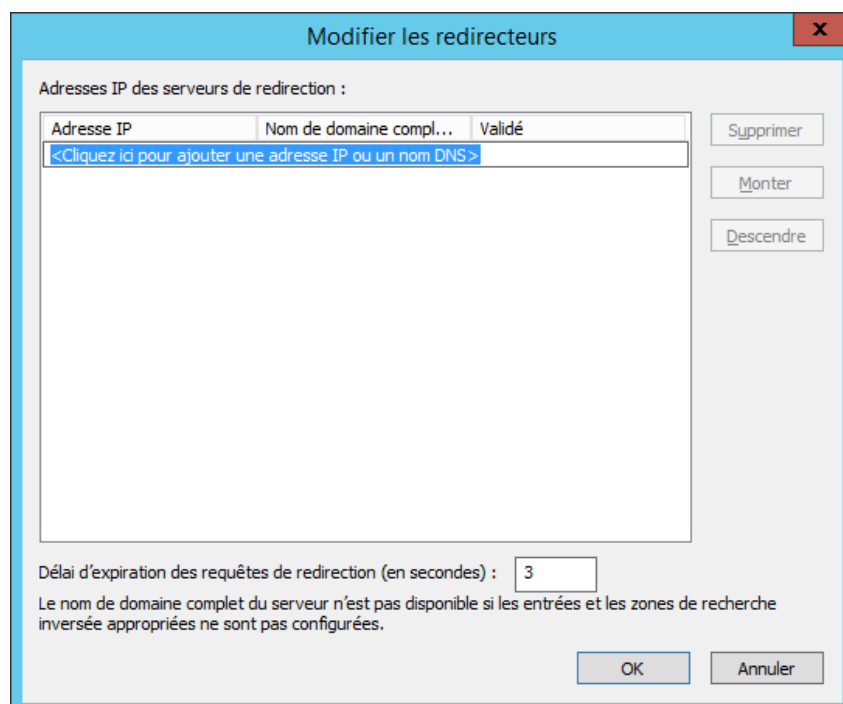 Modifier les redirecteurs
x
Adresses IP des serveurs de redirection :
Adresse IP Nom de domaine compl... Validé
<Cliquez ici pour ajouter une adresse IP ou un nom DNS>
Supprimer
Monter
Descendre
Délai d'expiration des requêtes de redirection (en secondes) : 3
Le nom de domaine complet du serveur n'est pas disponible si les entrées et les zones de recherche
inversée appropriées ne sont pas configurées.
OK Annuler